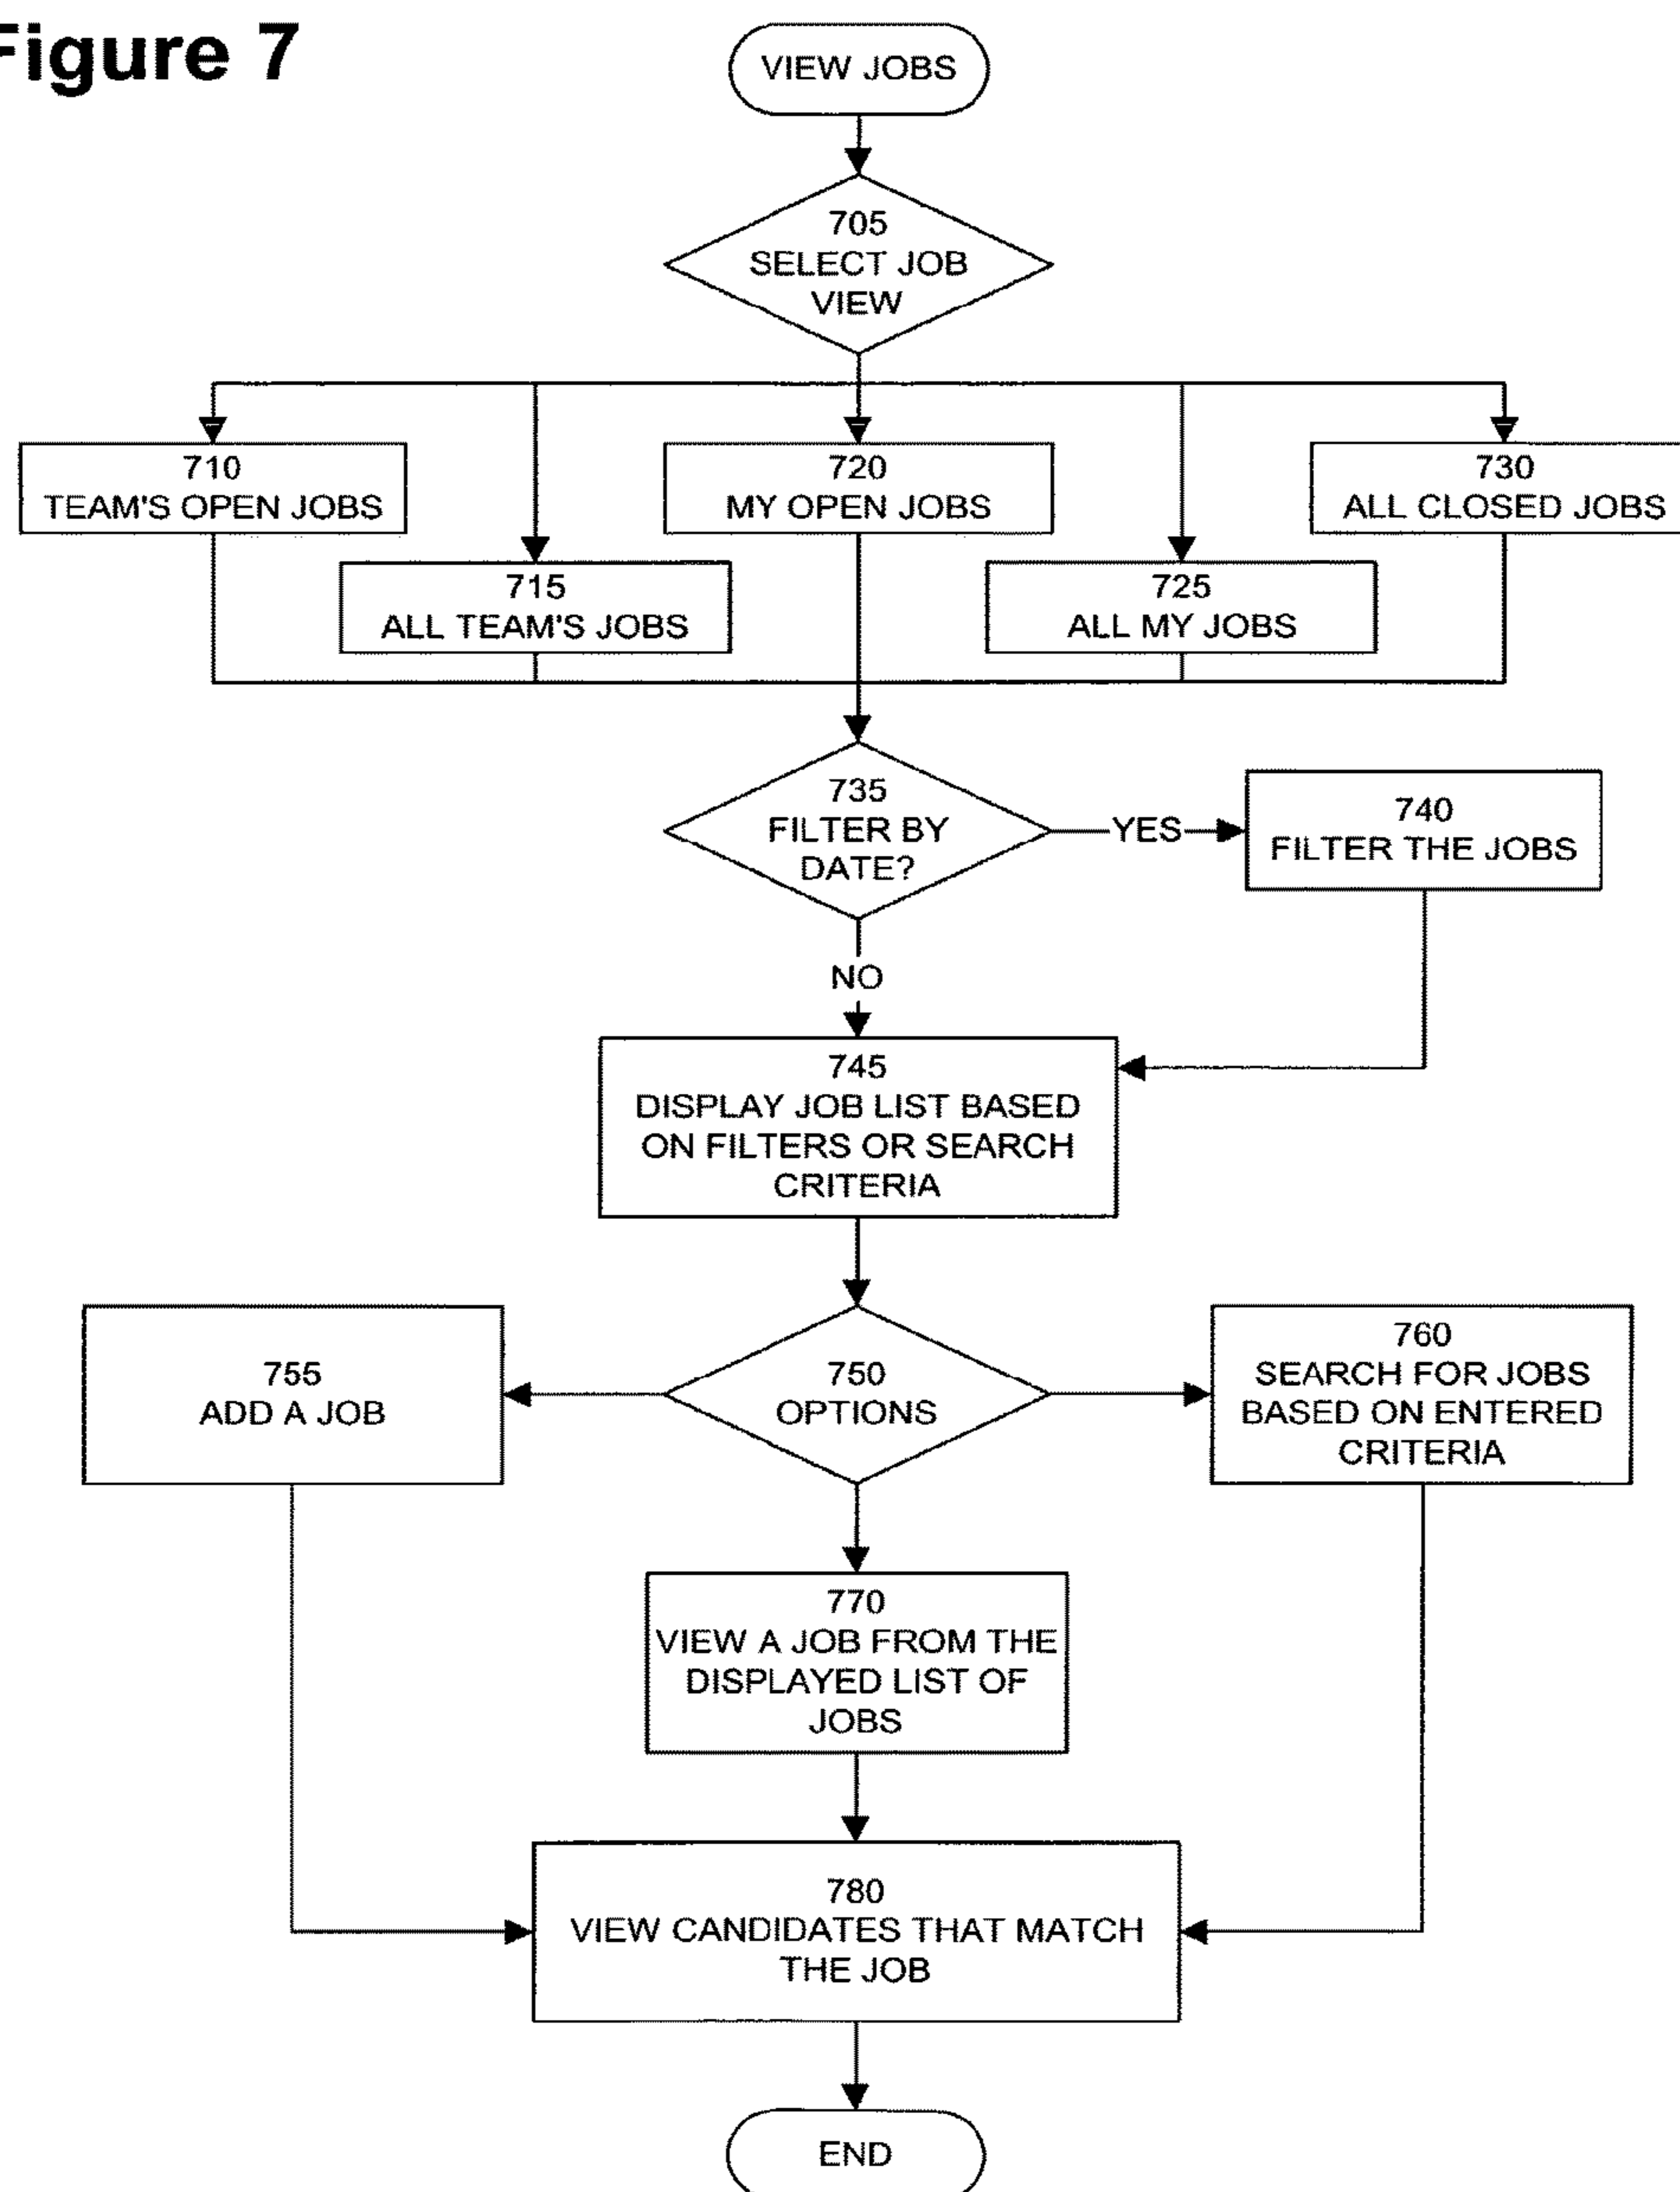 Figure 7
VIEW JOBS
705
SELECT JOB
VIEW
710
TEAM'S OPEN JOBS
720
MY OPEN JOBS
730
ALL CLOSED JOBS
715
ALL TEAM'S JOBS
725
ALL MY JOBS
735
FILTER BY
DATE?
YES
740
FILTER THE JOBS
NO
745
DISPLAY JOB LIST BASED
ON FILTERS OR SEARCH
CRITERIA
755
ADD A JOB
750
OPTIONS
760
SEARCH FOR JOBS
BASED ON ENTERED
CRITERIA
770
VIEW A JOB FROM THE
DISPLAYED LIST OF
JOBS
780
VIEW CANDIDATES THAT MATCH
THE JOB
END